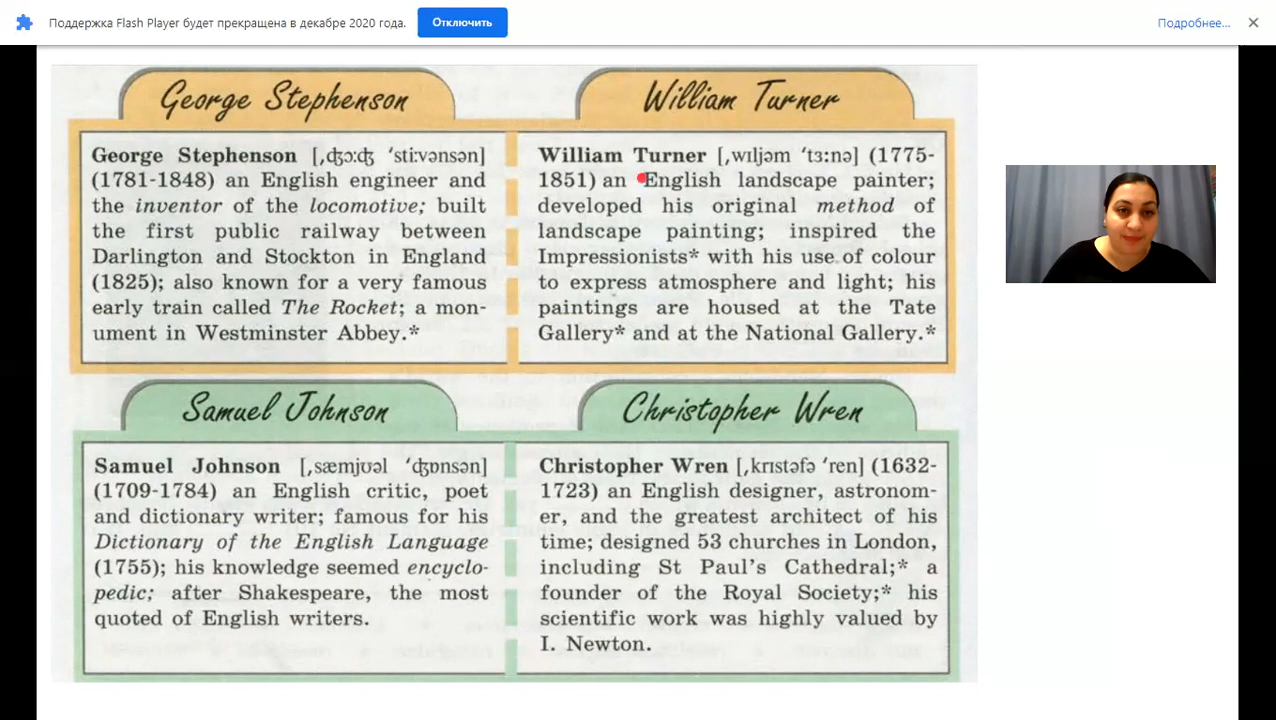 Поддержка Flash Player будет прекращена в декабре 2020 года.
Отключить
Подробнее...
George Stephenson
George Stephenson [ˌʤɔːʤ ˈstiːvənsən]
(1781-1848) an English engineer and
the inventor of the locomotive; built
the first public railway between
Darlington and Stockton in England
(1825); also known for a very famous
early train called The Rocket; a mon-
ument in Westminster Abbey.*
William Turner
William Turner [ˌwɪljəm ˈtɜːnə] (1775-
1851) an English landscape painter;
developed his original method of
landscape painting; inspired the
Impressionists* with his use of colour
to express atmosphere and light; his
paintings are housed at the Tate
Gallery* and at the National Gallery.*
Samuel Johnson
Samuel Johnson [ˌsæmjʊəl ˈʤɒnsən]
(1709-1784) an English critic, poet
and dictionary writer; famous for his
Dictionary of the English Language
(1755); his knowledge seemed encyclo-
pedic; after Shakespeare, the most
quoted of English writers.
Christopher Wren
Christopher Wren [ˌkrɪstəfə ˈren] (1632-
1723) an English designer, astronom-
er, and the greatest architect of his
time; designed 53 churches in London,
including St Paul's Cathedral;* a
founder of the Royal Society;* his
scientific work was highly valued by
I. Newton.